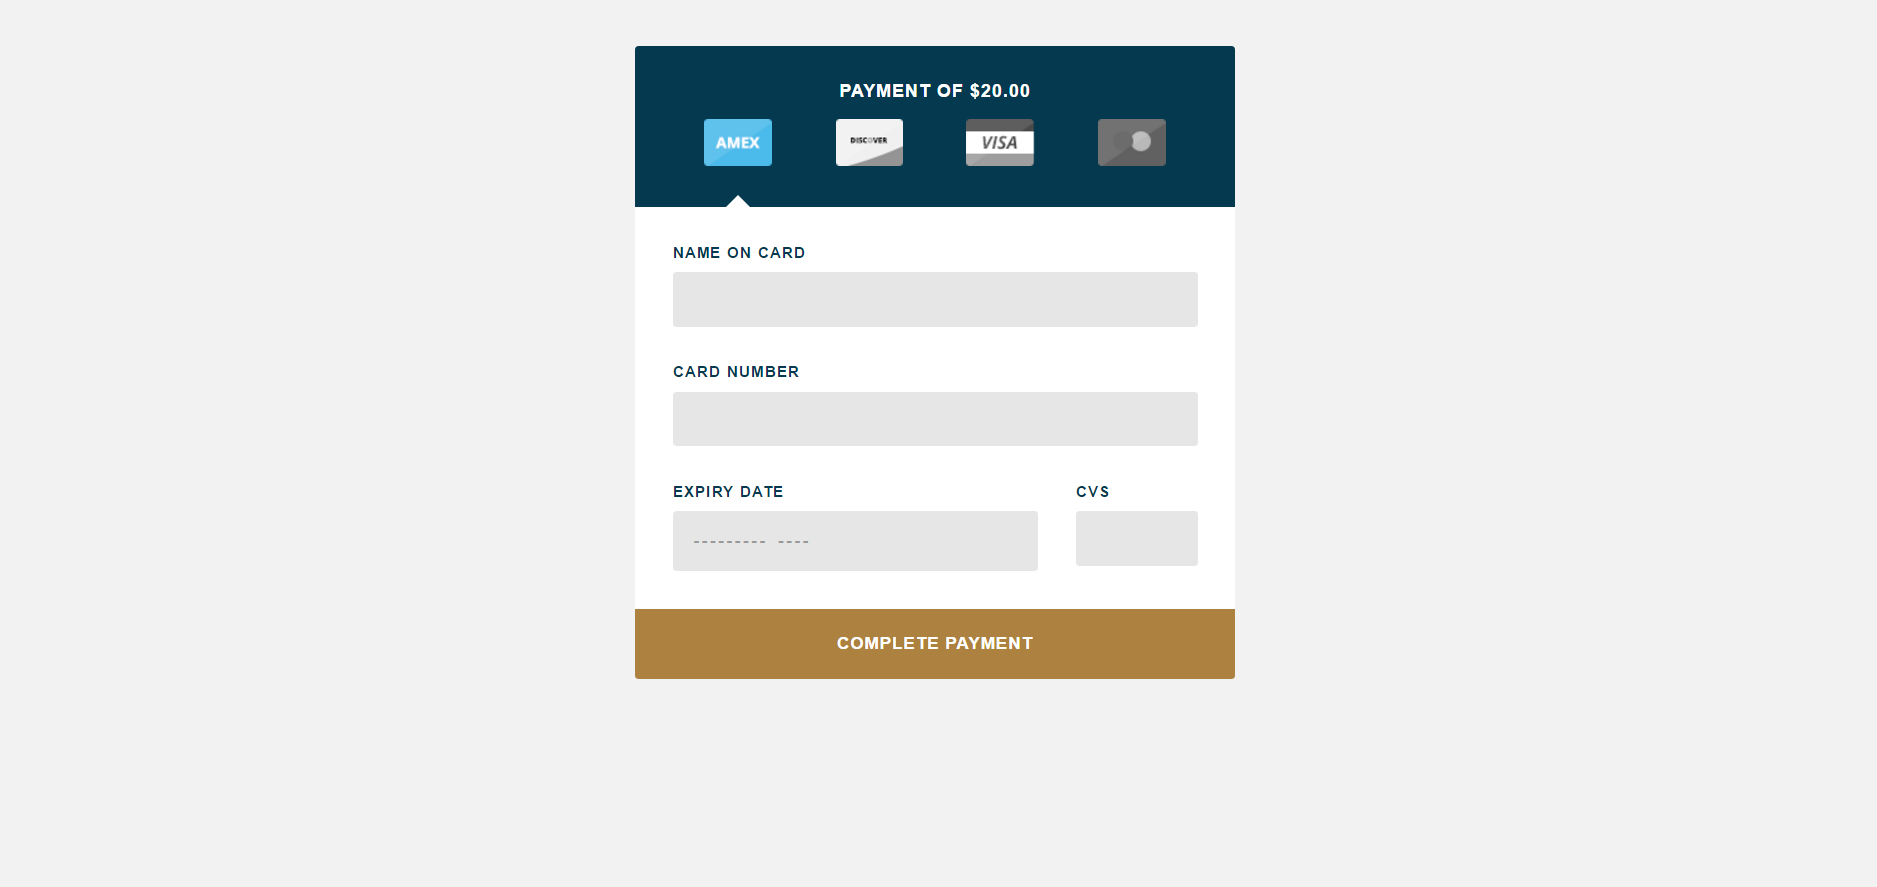 PAYMENT OF $20.00
AMEX DISCOVER VISA
NAME ON CARD
CARD NUMBER
EXPIRY DATE CVS
--------- ----
COMPLETE PAYMENT